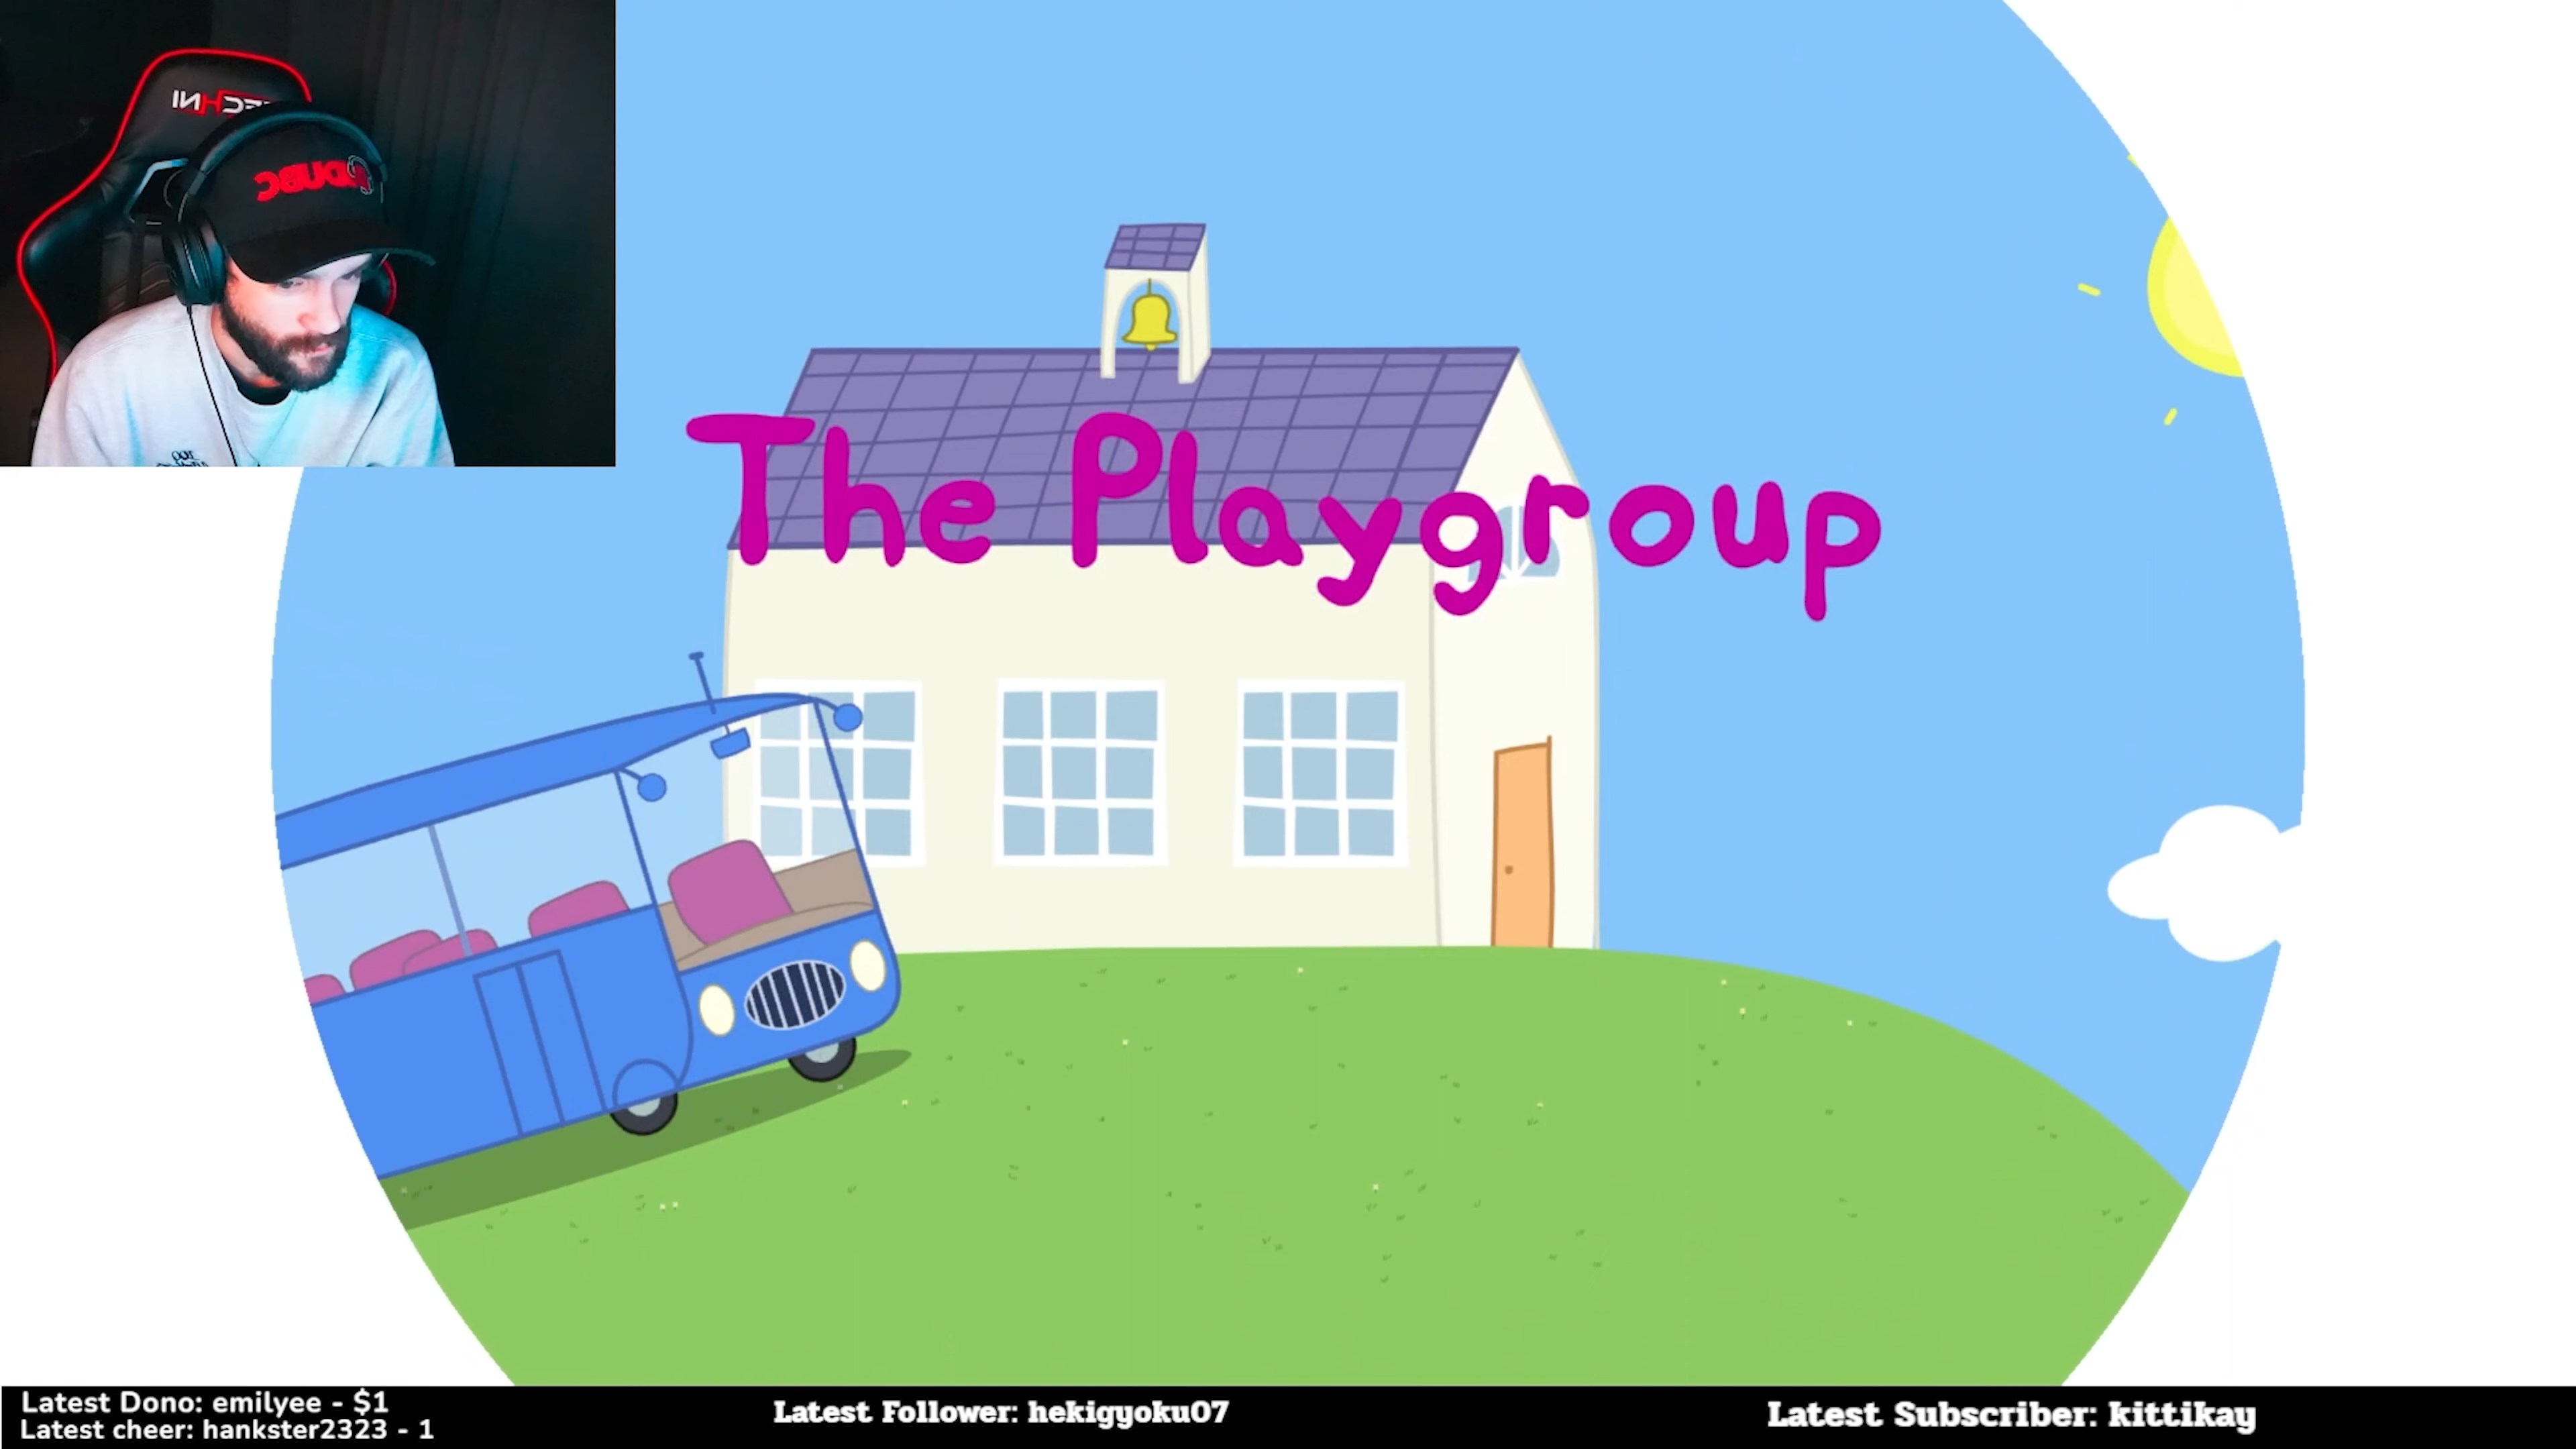 The Playgroup
Latest Dono: emilyee - $1
Latest cheer: hankster2323 - 1
Latest Follower: hekigyoku07
Latest Subscriber: kittikay